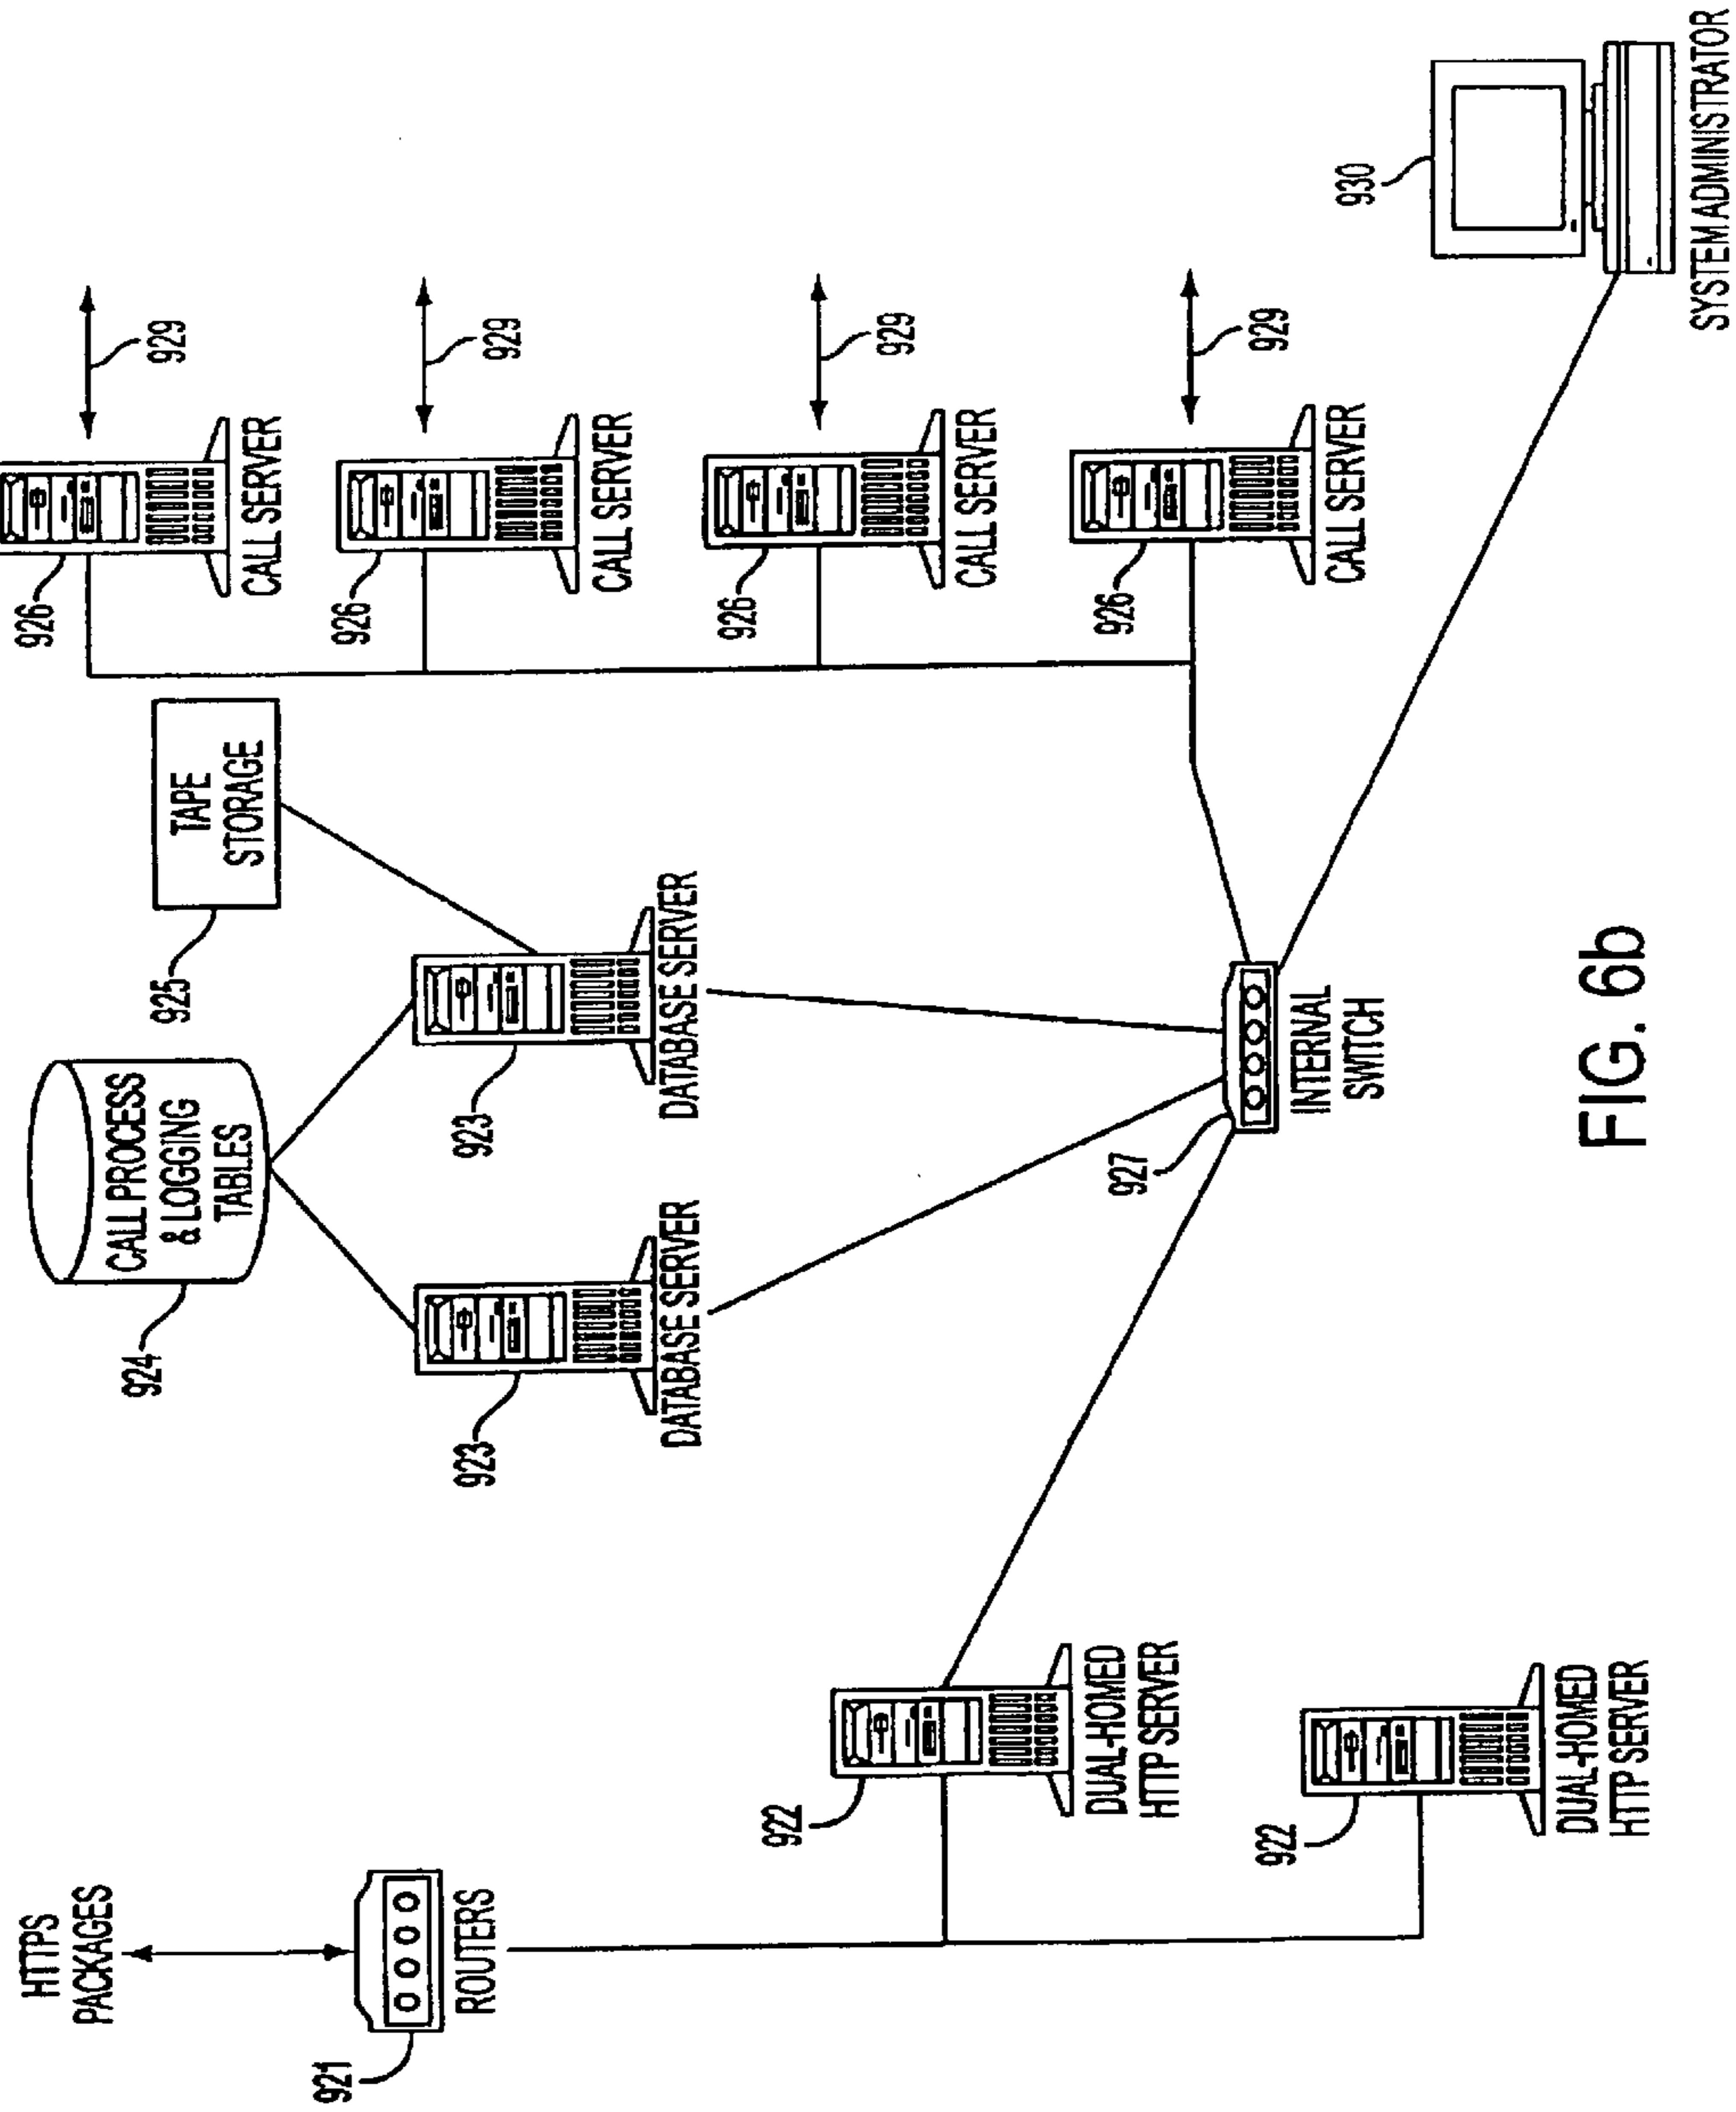 HTTPS
PACKAGES
921
ROUTERS
922
DUAL-HOMED
HTTP SERVER
922
DUAL-HOMED
HTTP SERVER
924
CALL PROCESS
& LOGGING
TABLES
925
TAPE
STORAGE
923
DATABASE SERVER
923
DATABASE SERVER
927
INTERNAL
SWITCH
926
CALL SERVER
929
926
CALL SERVER
929
926
CALL SERVER
929
926
CALL SERVER
929
930
SYSTEM ADMINISTRATOR
FIG. 6b